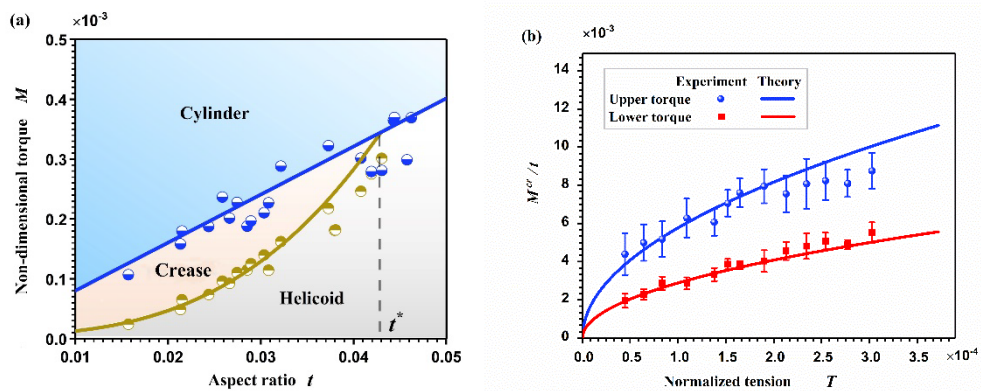 (a)
×10⁻³
0.5
0.4
0.3
0.2
0.1
0.0
Non-dimensional torque M
Cylinder
Crease
Helicoid
t*
0.01 0.02 0.03 0.04 0.05
Aspect ratio t
(b)
×10⁻³
14
12
10
8
6
4
2
0
M^cr/t
Experiment Theory
Upper torque
Lower torque
0.0 0.5 1.0 1.5 2.0 2.5 3.0 3.5
×10⁻⁴
Normalized tension T